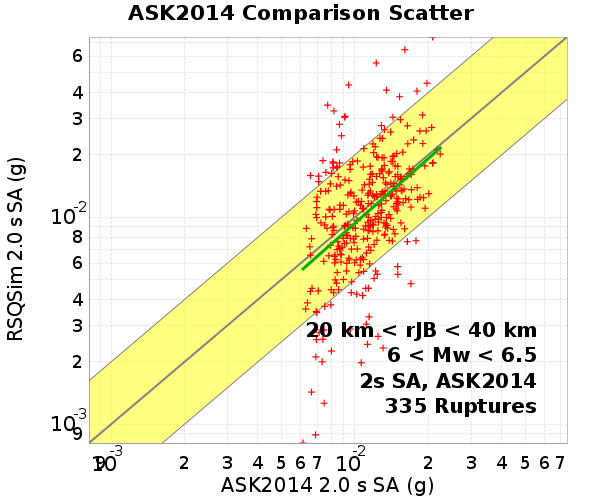 ASK2014 Comparison Scatter
RSQSim 2.0 s SA (g)
6
4
3
2
10-2
8
6
4
3
2
10-3
9
20 km < rJB < 40 km
6 < Mw < 6.5
2s SA, ASK2014
335 Ruptures
9 10-3 2 3 4 5 6 7 10-2 2 3 4 5 6 7
ASK2014 2.0 s SA (g)